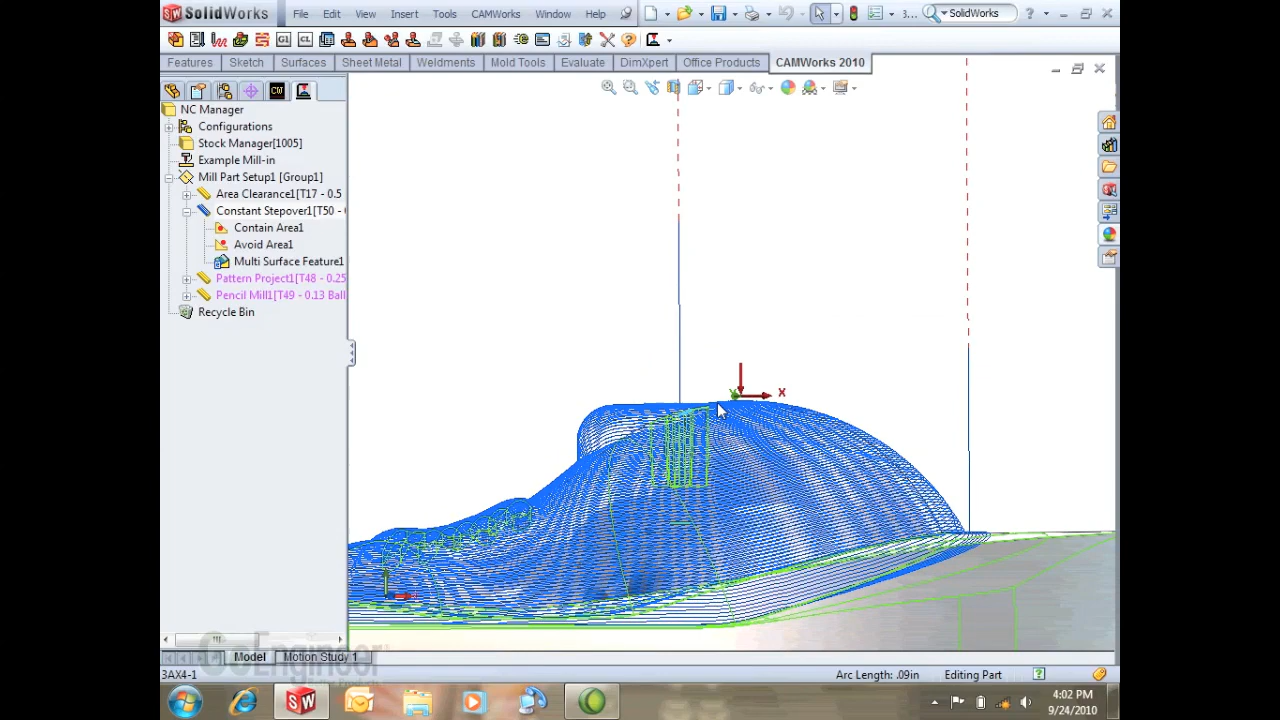 SolidWorks File Edit View Insert Tools CAMWorks Window Help 3... SolidWorks
Features Sketch Surfaces Sheet Metal Weldments Mold Tools Evaluate DimXpert Office Products CAMWorks 2010
NC Manager
Configurations
Stock Manager[1005]
Example Mill-in
Mill Part Setup1 [Group1]
Area Clearance1[T17 - 0.5
Constant Stepover1[T50 -
Contain Area1
Avoid Area1
Multi Surface Feature1
Pattern Project1[T48 - 0.25
Pencil Mill1[T49 - 0.13 Ball
Recycle Bin
X
Y
GoEngineer
Model Motion Study 1
3AX4-1 Arc Length: .09in Editing Part
4:02 PM
9/24/2010